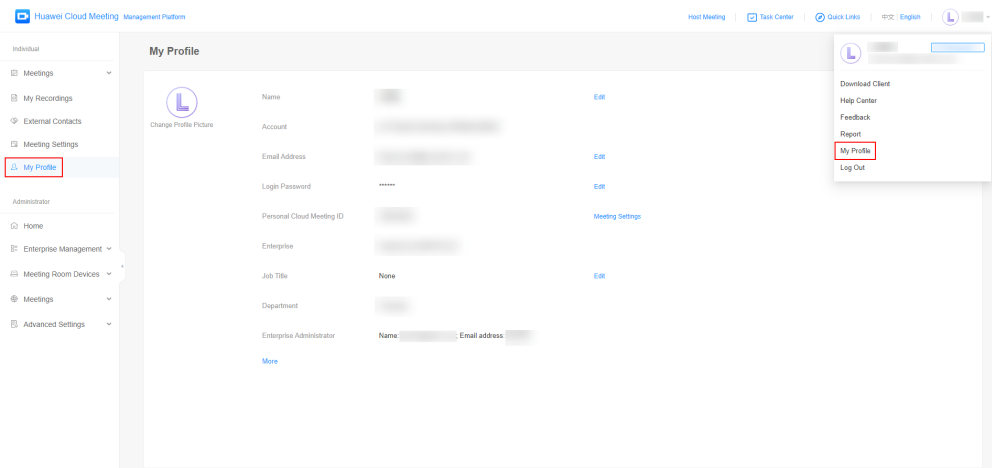 Huawei Cloud Meeting Management Platform
Host Meeting Task Center Quick Links 中文 English
Individual
Meetings
My Recordings
External Contacts
Meeting Settings
My Profile
Administrator
Home
Enterprise Management
Meeting Room Devices
Meetings
Advanced Settings
My Profile
Change Profile Picture
Name Edit
Account
Email Address Edit
Login Password ****** Edit
Personal Cloud Meeting ID Meeting Settings
Enterprise
Job Title None Edit
Department
Enterprise Administrator Name: ; Email address:
More
Download Client
Help Center
Feedback
Report
My Profile
Log Out